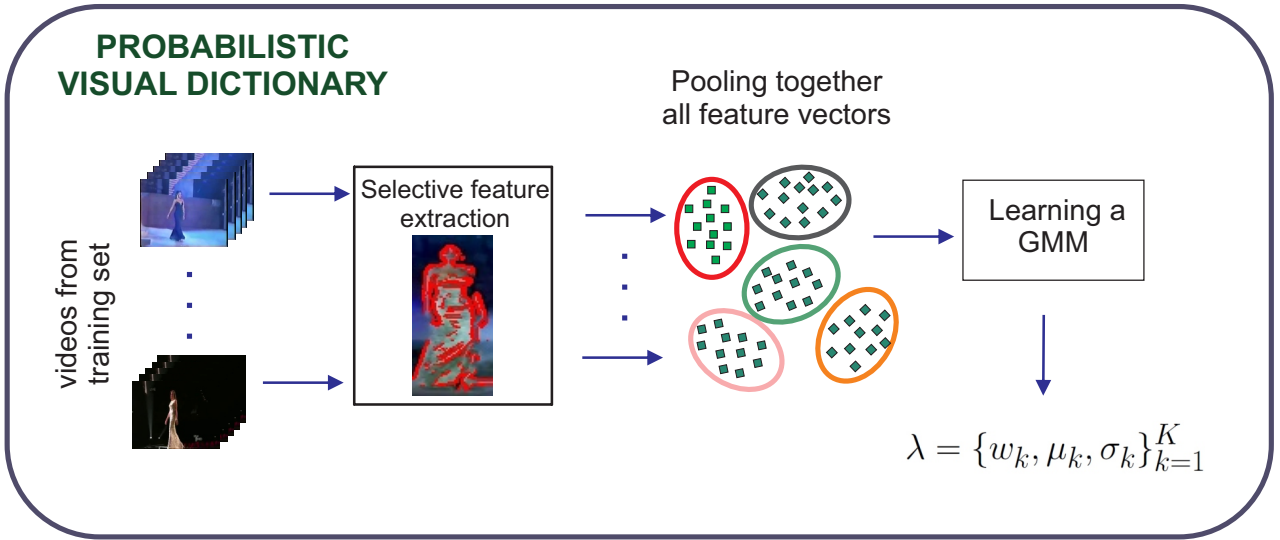 PROBABILISTIC
VISUAL DICTIONARY
Pooling together
all feature vectors
videos from
training set
Selective feature
extraction
Learning a
GMM
λ = {w_k, μ_k, σ_k}_{k=1}^{K}